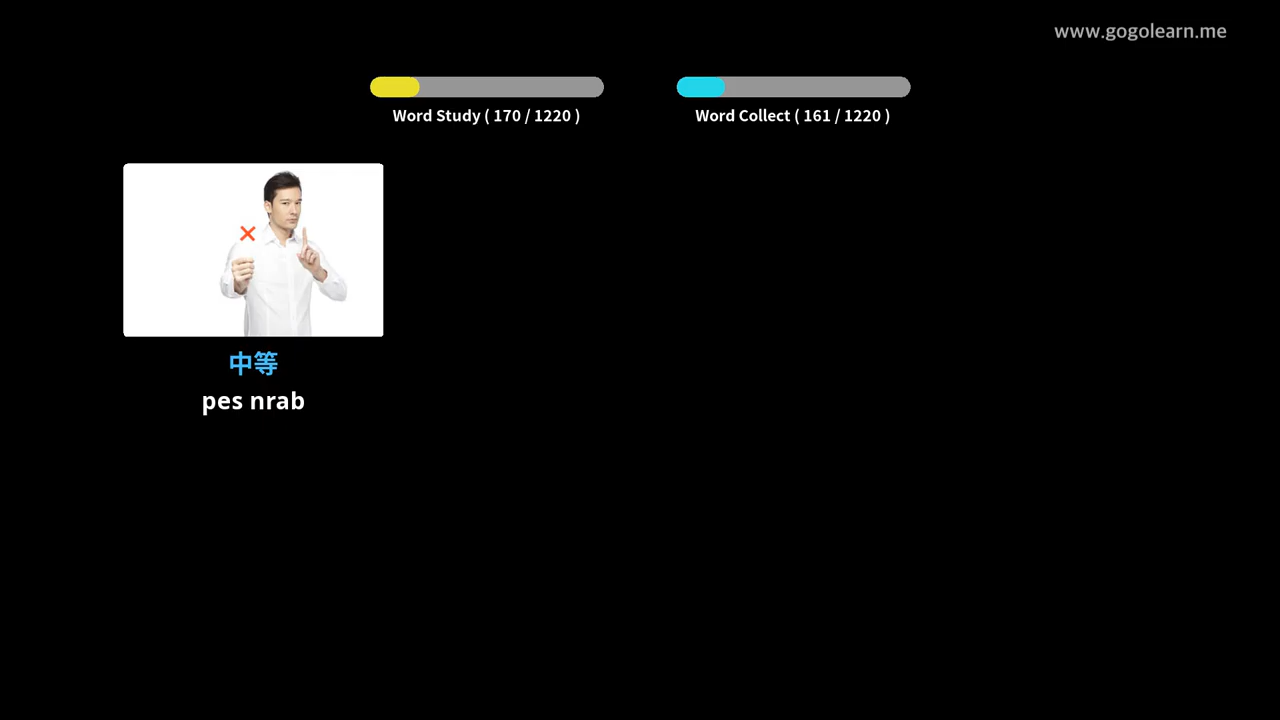 www.gogolearn.me
Word Study ( 170 / 1220 )
Word Collect ( 161 / 1220 )
中等
pes nrab